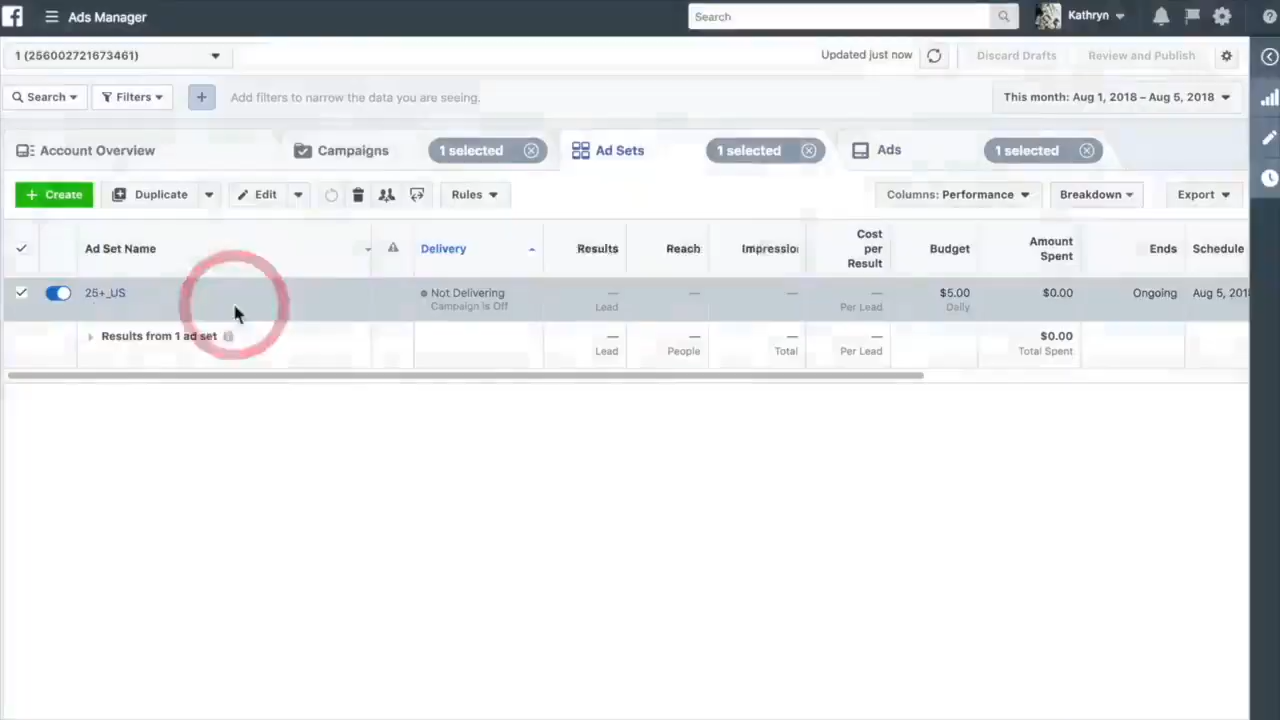 Ads Manager
Search
Kathryn
1 (256002721673461)
Updated just now
Discard Drafts
Review and Publish
Search
Filters
Add filters to narrow the data you are seeing.
This month: Aug 1, 2018 – Aug 5, 2018
Account Overview
Campaigns
1 selected
Ad Sets
1 selected
Ads
1 selected
+ Create
Duplicate
Edit
Rules
Columns: Performance
Breakdown
Export
Ad Set Name
Delivery
Results
Reach
Impression
Cost per Result
Budget
Amount Spent
Ends
Schedule
25+_US
Not Delivering
Campaign is Off
—
Lead
—
—
—
Per Lead
$5.00
Daily
$0.00
Ongoing
Aug 5, 201
Results from 1 ad set
—
Lead
—
People
—
Total
—
Per Lead
$0.00
Total Spent